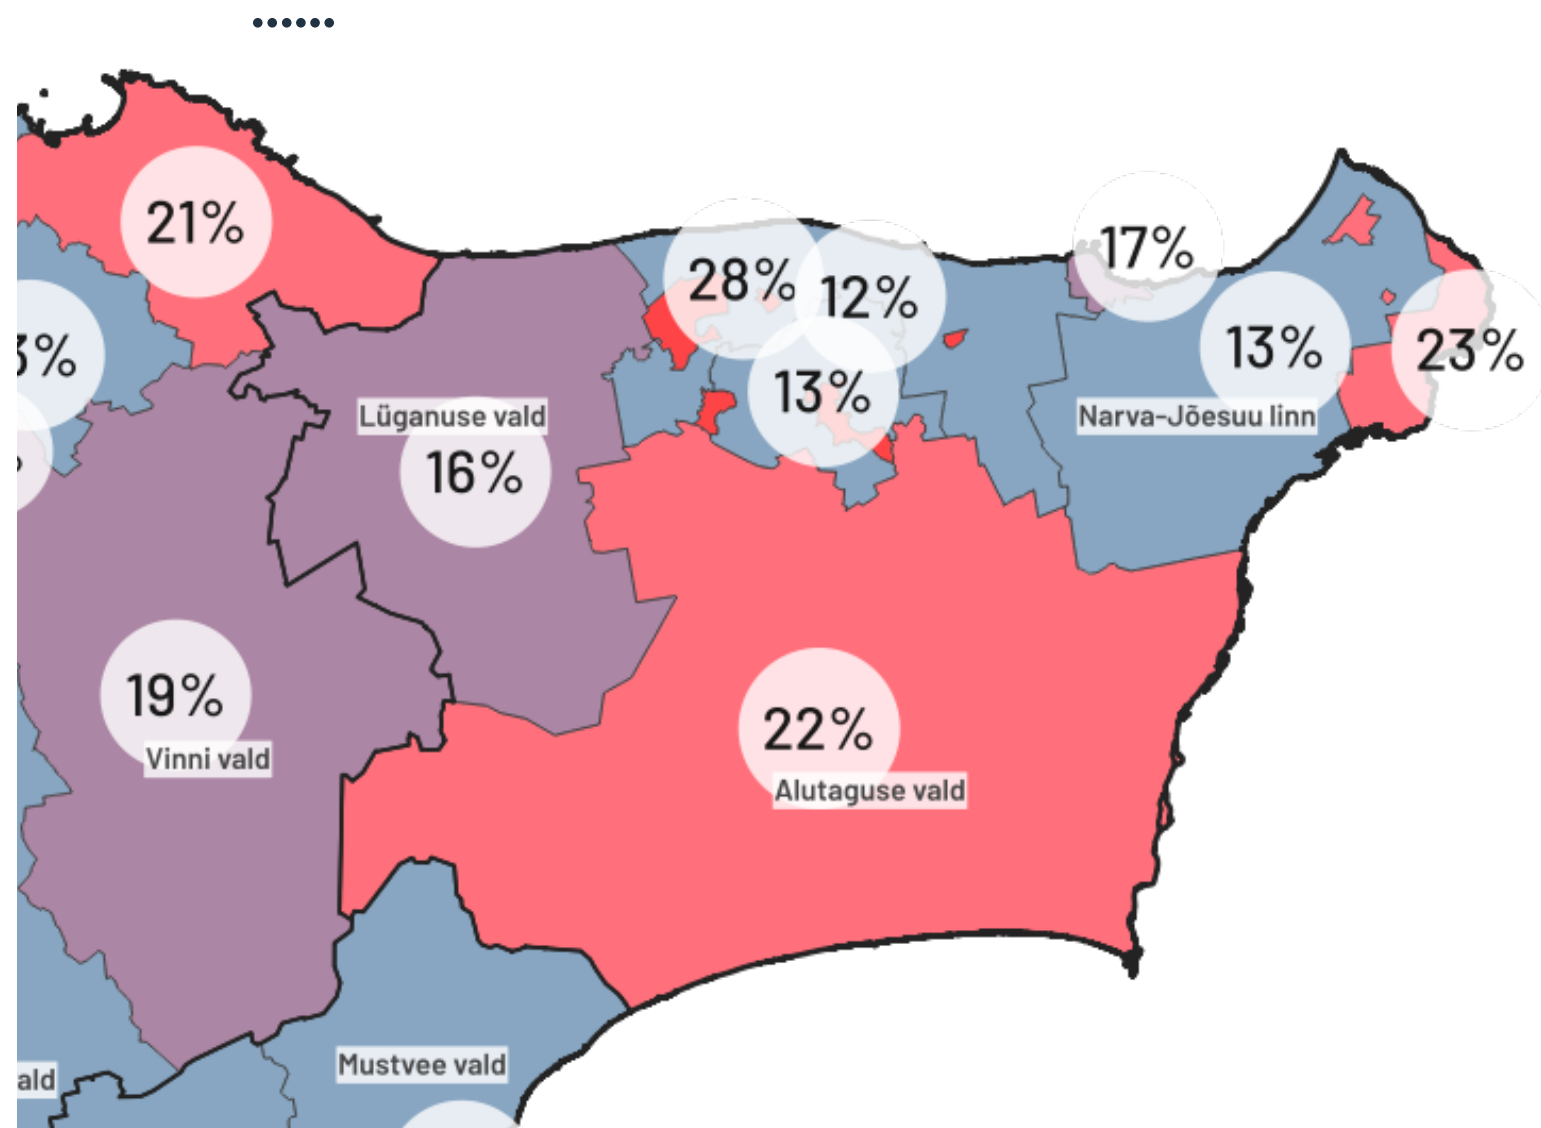 21%
28%
12%
17%
13%
23%
3%
13%
Lüganuse vald
16%
Narva-Jõesuu linn
19%
Vinni vald
22%
Alutaguse vald
Mustvee vald
ald